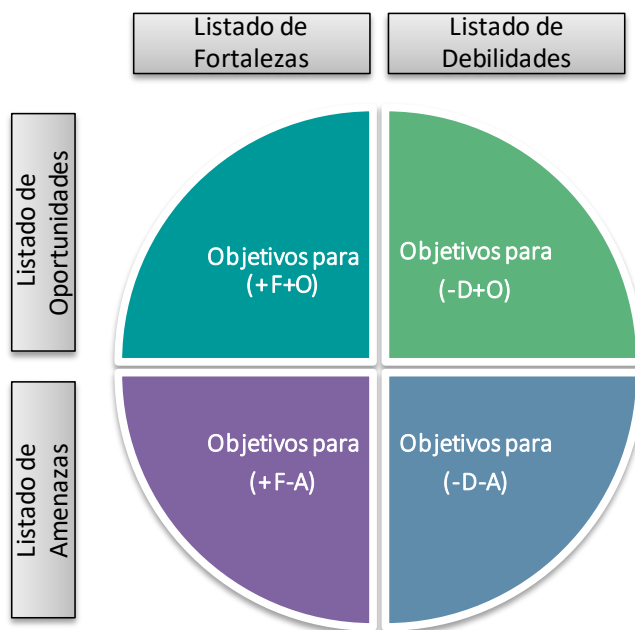 Listado de
Fortalezas
Listado de
Debilidades
Listado de
Oportunidades
Objetivos para
(+F+O)
Objetivos para
(-D+O)
Listado de
Amenazas
Objetivos para
(+F-A)
Objetivos para
(-D-A)